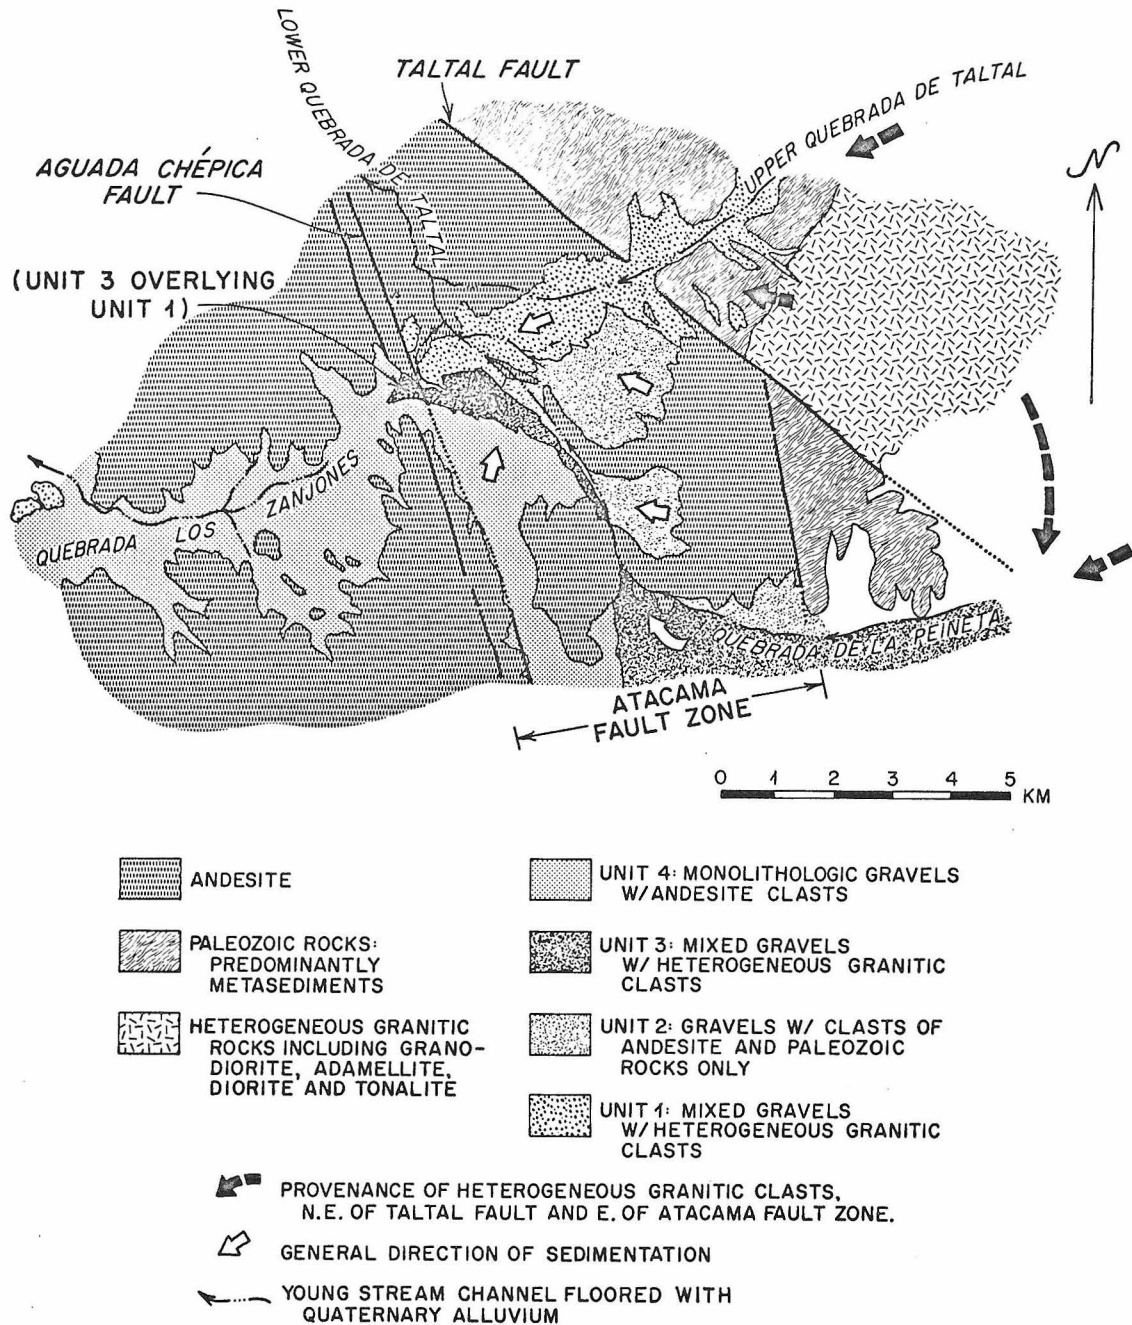 LOWER QUEBRADA DE TALTAL
TALTAL FAULT
UPPER QUEBRADA DE TALTAL
AGUADA CHÉPICA
FAULT
N
(UNIT 3 OVERLYING
UNIT 1)
QUEBRADA LOS ZANJONES
QUEBRADA DE LA PEINETA
ATACAMA
FAULT ZONE
0 1 2 3 4 5
KM
ANDESITE
PALEOZOIC ROCKS:
PREDOMINANTLY
METASEDIMENTS
HETEROGENEOUS GRANITIC
ROCKS INCLUDING GRANO-
DIORITE, ADAMELLITE,
DIORITE AND TONALITE
UNIT 4: MONOLITHOLOGIC GRAVELS
W/ANDESITE CLASTS
UNIT 3: MIXED GRAVELS
W/HETEROGENEOUS GRANITIC
CLASTS
UNIT 2: GRAVELS W/ CLASTS OF
ANDESITE AND PALEOZOIC
ROCKS ONLY
UNIT 1: MIXED GRAVELS
W/HETEROGENEOUS GRANITIC
CLASTS
PROVENANCE OF HETEROGENEOUS GRANITIC CLASTS,
N.E. OF TALTAL FAULT AND E. OF ATACAMA FAULT ZONE.
GENERAL DIRECTION OF SEDIMENTATION
YOUNG STREAM CHANNEL FLOORED WITH
QUATERNARY ALLUVIUM